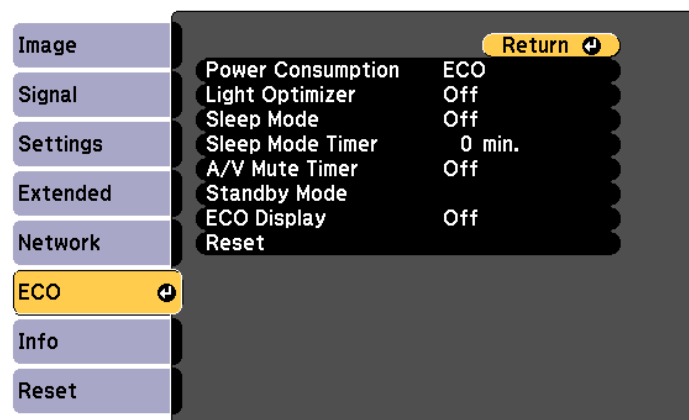 Image
Signal
Settings
Extended
Network
ECO
Info
Reset
Return
Power Consumption ECO
Light Optimizer Off
Sleep Mode Off
Sleep Mode Timer 0 min.
A/V Mute Timer Off
Standby Mode
ECO Display Off
Reset